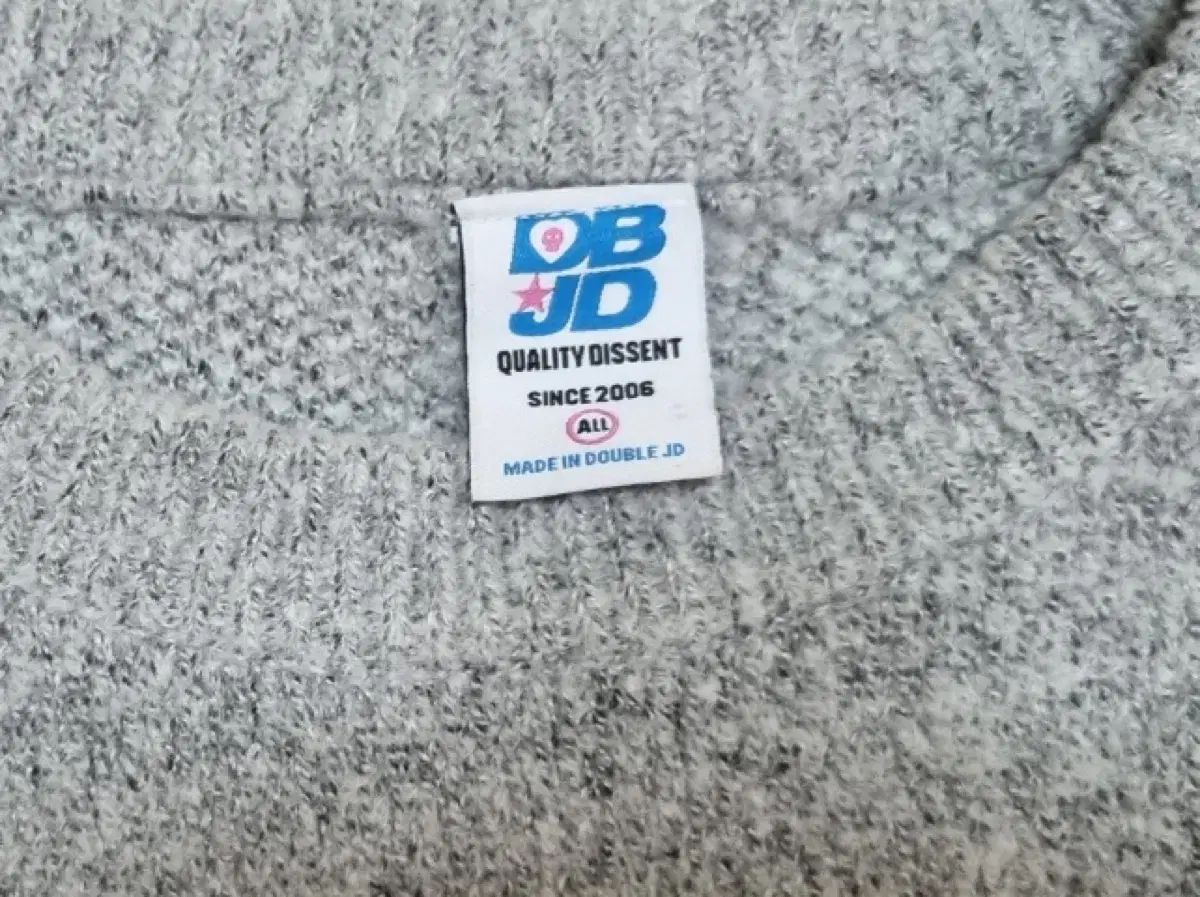 DB
JD
QUALITY DISSENT
SINCE 2006
ALL
MADE IN DOUBLE JD